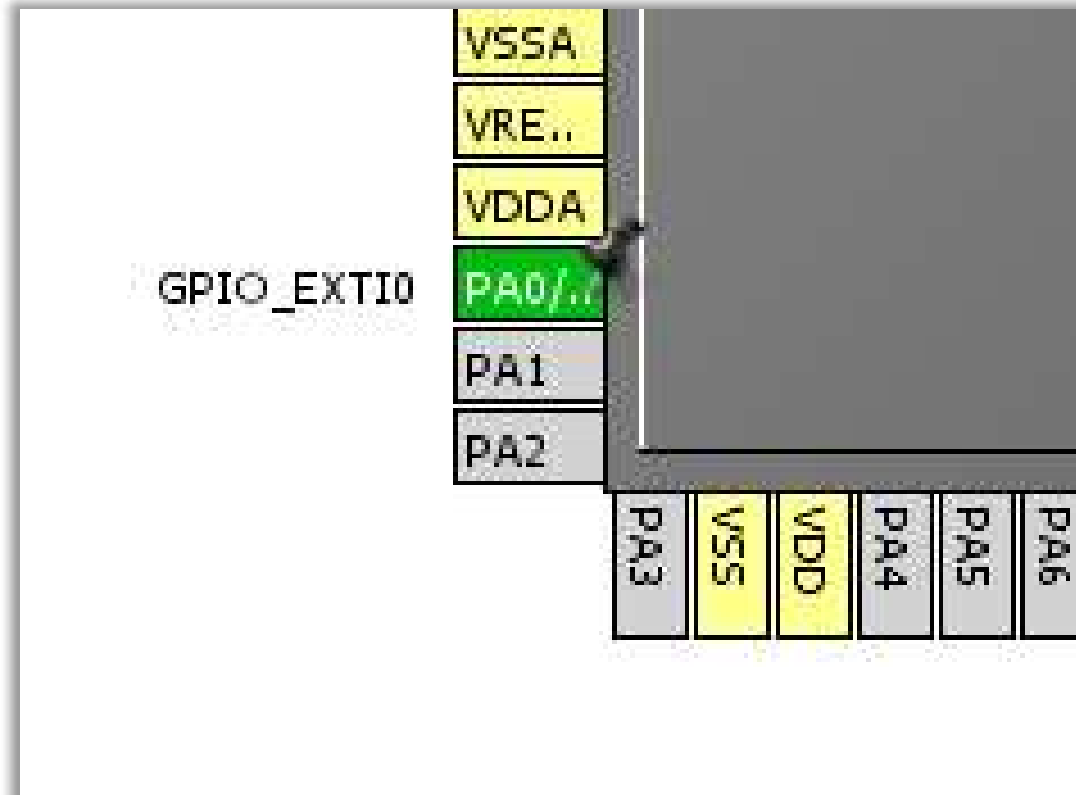 VSSA
VRE..
VDDA
GPIO_EXTI0 PA0/./
PA1
PA2
PA3 VSS VDD PA4 PA5 PA6